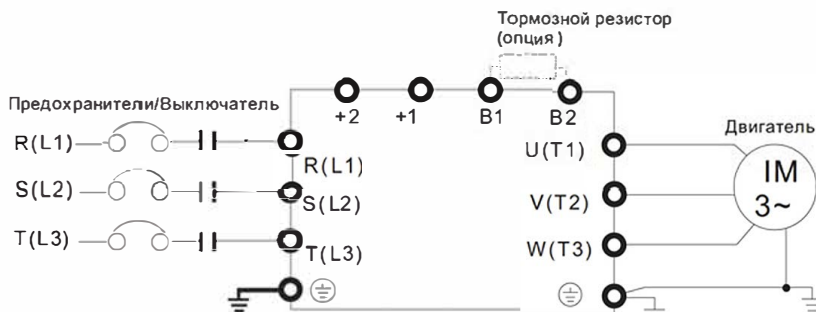 Тормозной резистор
(опция )
Предохранители/Выключатель
+2 +1 B1 B2
Двигатель
R(L1) R(L1) U(T1)
IM
S(L2) S(L2) V(T2)
3~
T(L3) T(L3) W(T3)